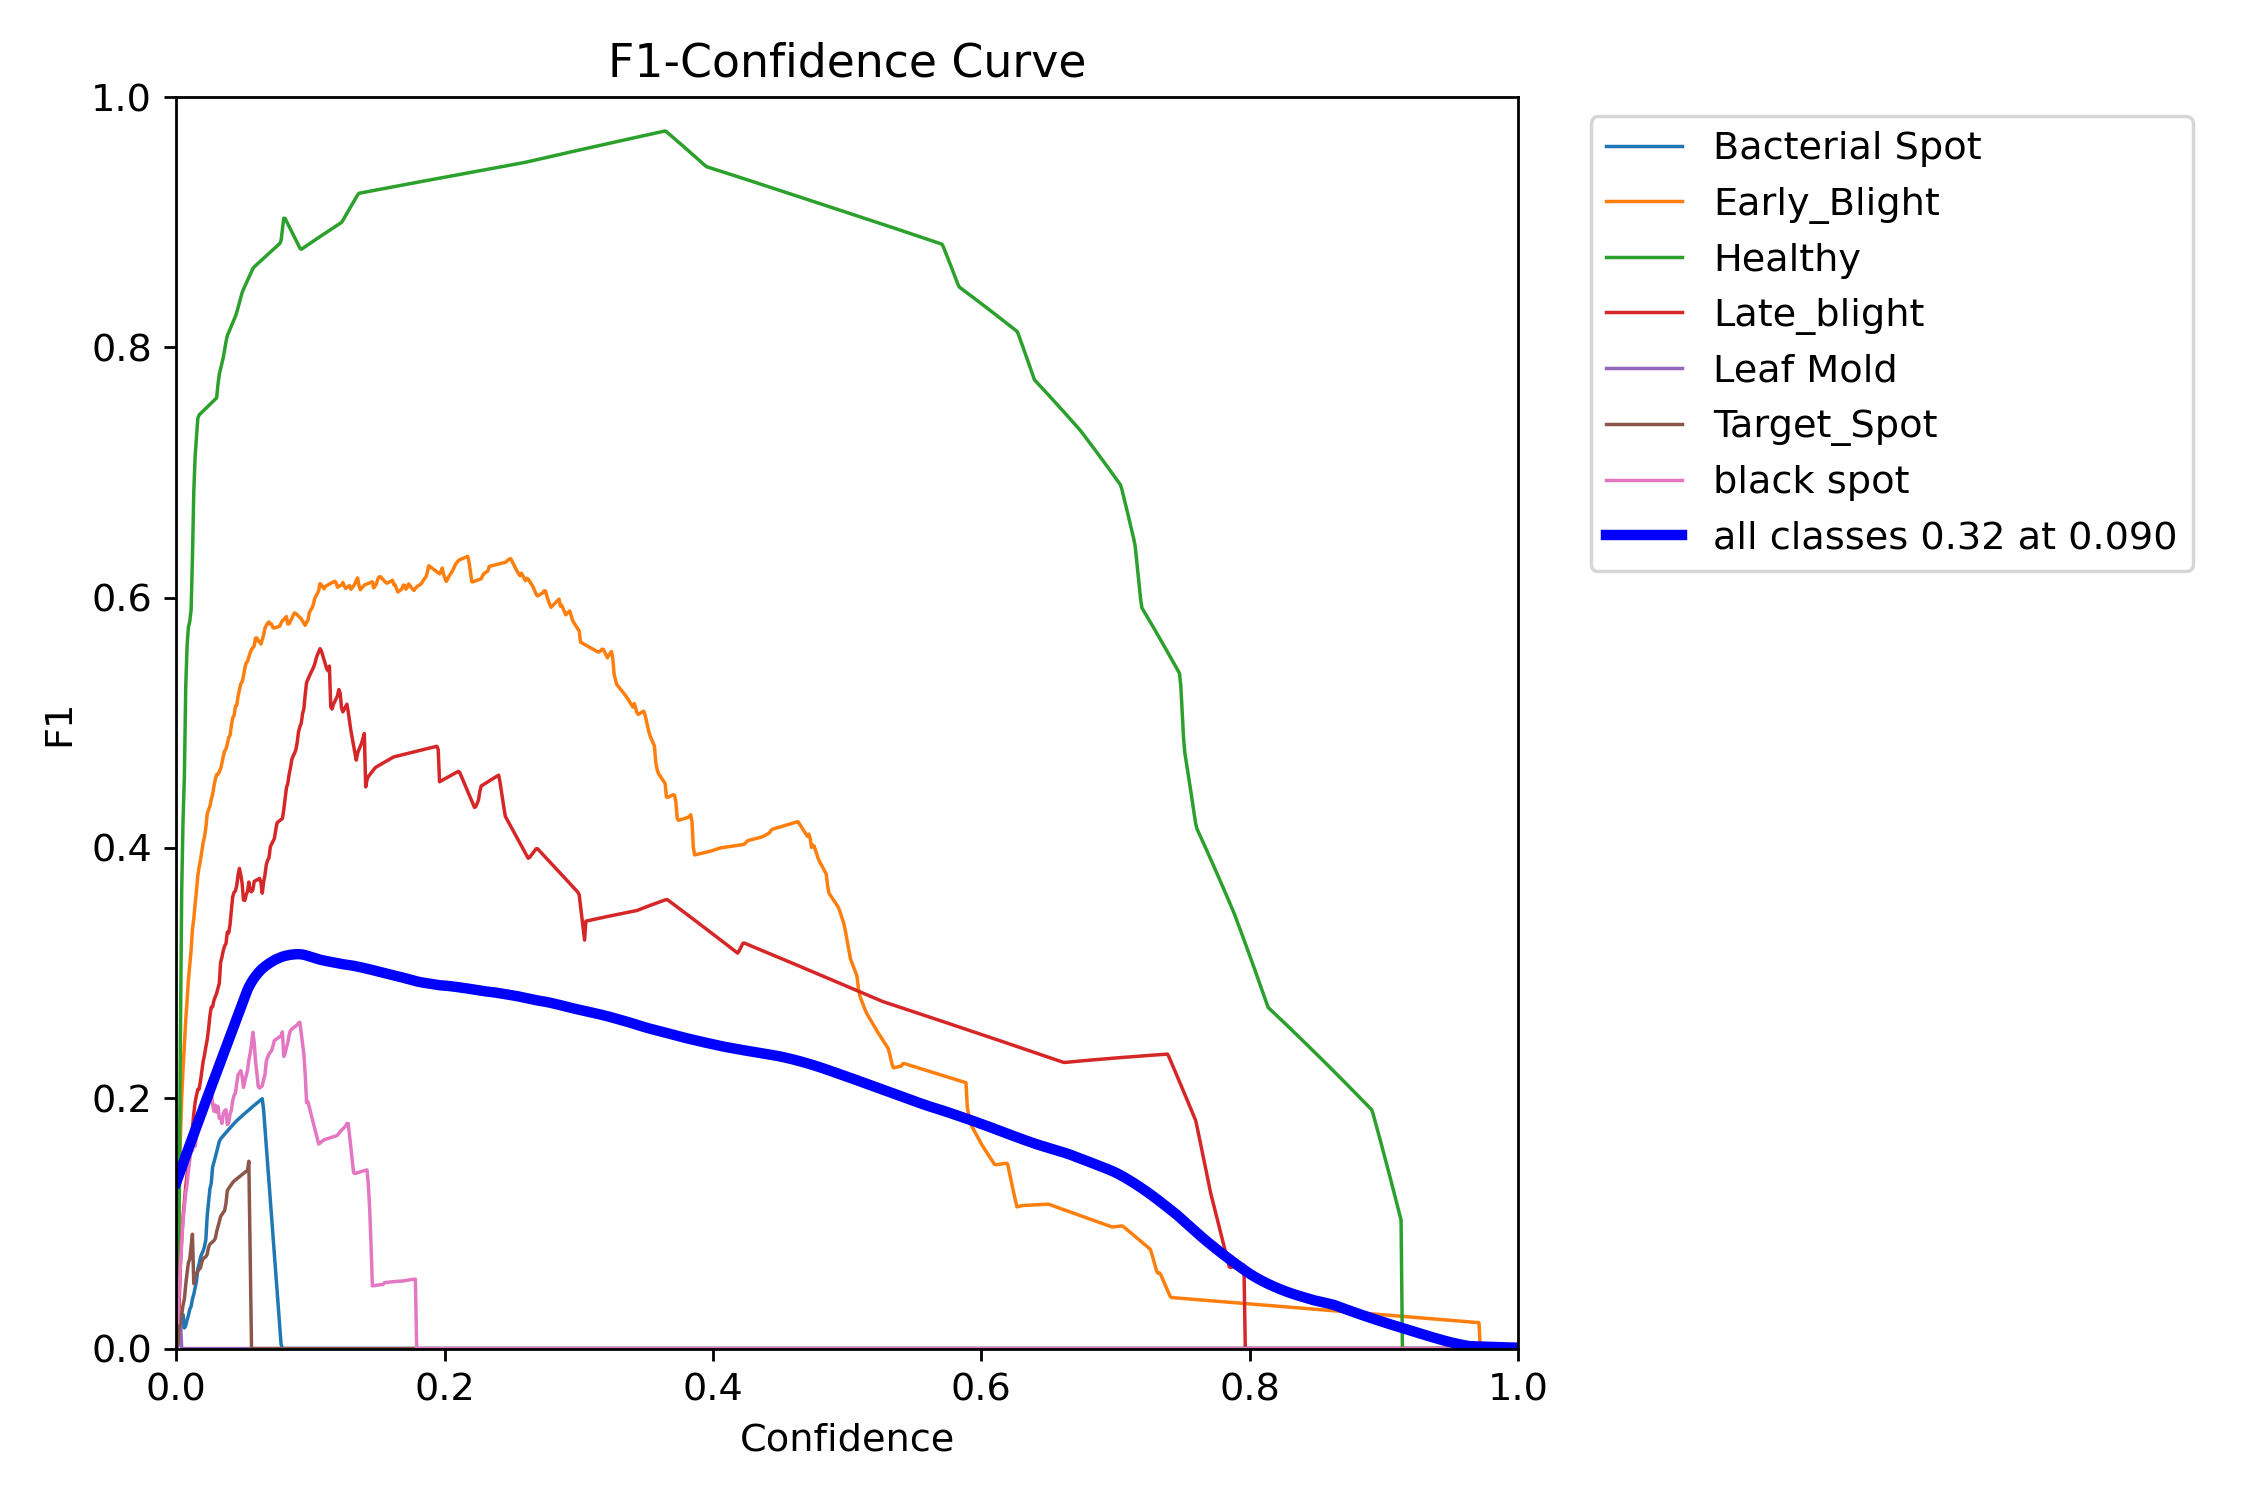 F1-Confidence Curve
1.0
0.8
0.6
0.4
0.2
0.0
F1
0.0 0.2 0.4 0.6 0.8 1.0
Confidence
Bacterial Spot
Early_Blight
Healthy
Late_blight
Leaf Mold
Target_Spot
black spot
all classes 0.32 at 0.090